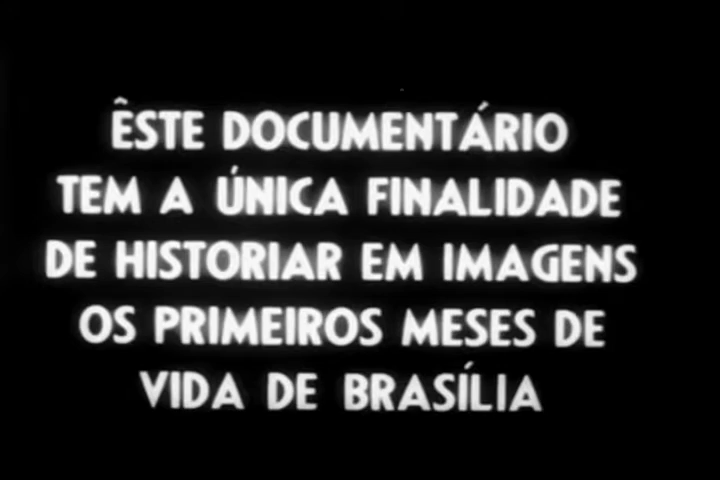 ÊSTE DOCUMENTÁRIO
TEM A ÚNICA FINALIDADE
DE HISTORIAR EM IMAGENS
OS PRIMEIROS MESES DE
VIDA DE BRASÍLIA